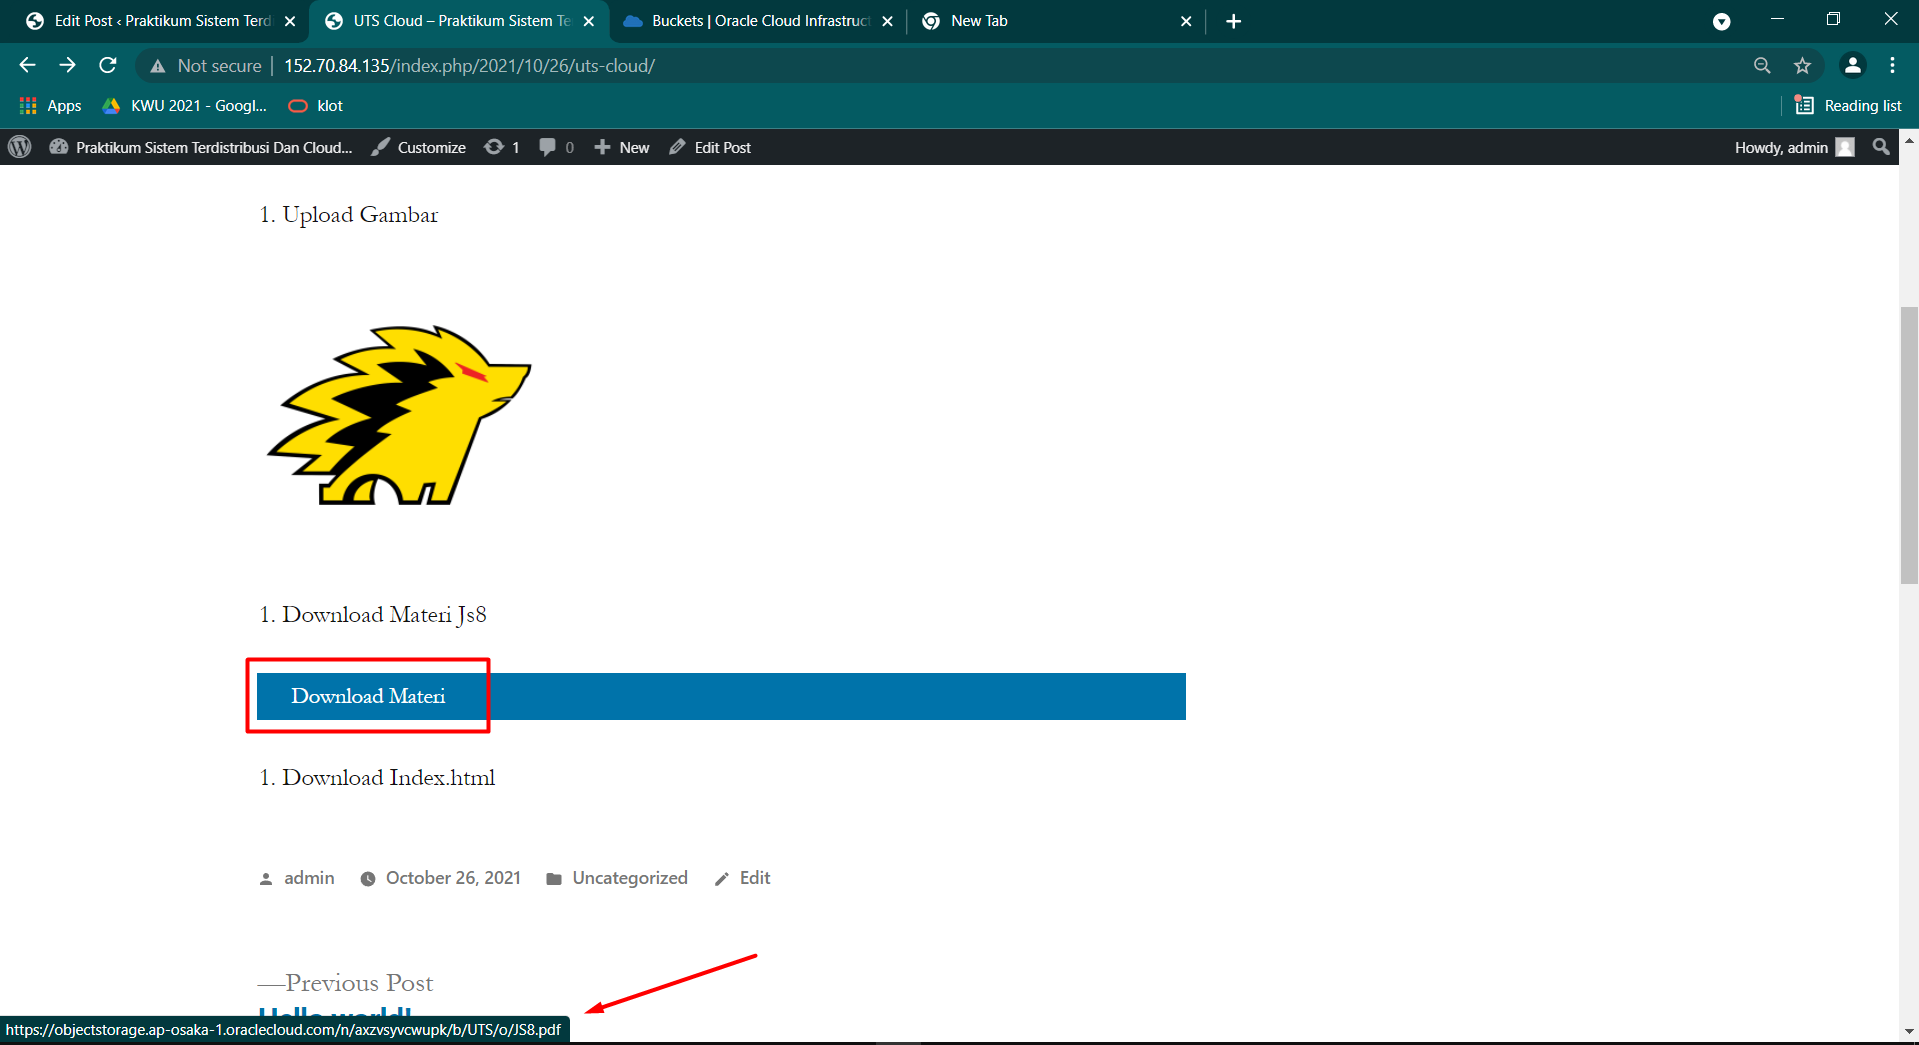 Edit Post ‹ Praktikum Sistem Terdi
UTS Cloud – Praktikum Sistem Te
Buckets | Oracle Cloud Infrastruct
New Tab
Not secure | 152.70.84.135/index.php/2021/10/26/uts-cloud/
Apps
KWU 2021 - Googl...
klot
Reading list
Praktikum Sistem Terdistribusi Dan Cloud...
Customize
1
0
New
Edit Post
Howdy, admin
1. Upload Gambar
1. Download Materi Js8
Download Materi
1. Download Index.html
admin
October 26, 2021
Uncategorized
Edit
—Previous Post
Hello world!
https://objectstorage.ap-osaka-1.oraclecloud.com/n/axzvsyvcwupk/b/UTS/o/JS8.pdf